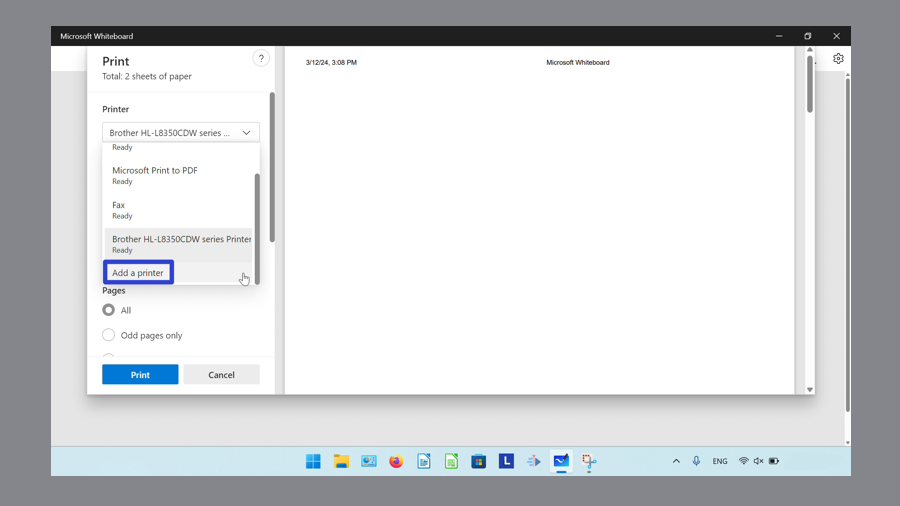 Microsoft Whiteboard
Print
?
Total: 2 sheets of paper
3/12/24, 3:08 PM
Microsoft Whiteboard
Printer
Brother HL-L8350CDW series ...
Ready
Microsoft Print to PDF
Ready
Fax
Ready
Brother HL-L8350CDW series Printer
Ready
Add a printer
Pages
All
Odd pages only
Print
Cancel
L
ENG